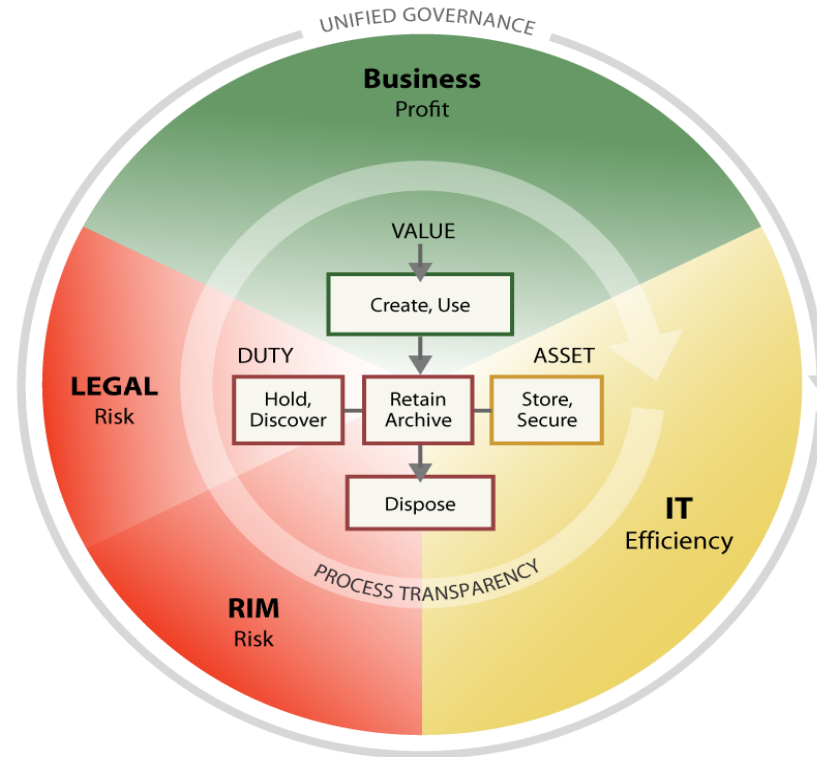 UNIFIED GOVERNANCE
Business
Profit
VALUE
Create, Use
DUTY
ASSET
LEGAL
Risk
Hold,
Discover
Retain
Archive
Store,
Secure
Dispose
IT
Efficiency
PROCESS TRANSPARENCY
RIM
Risk